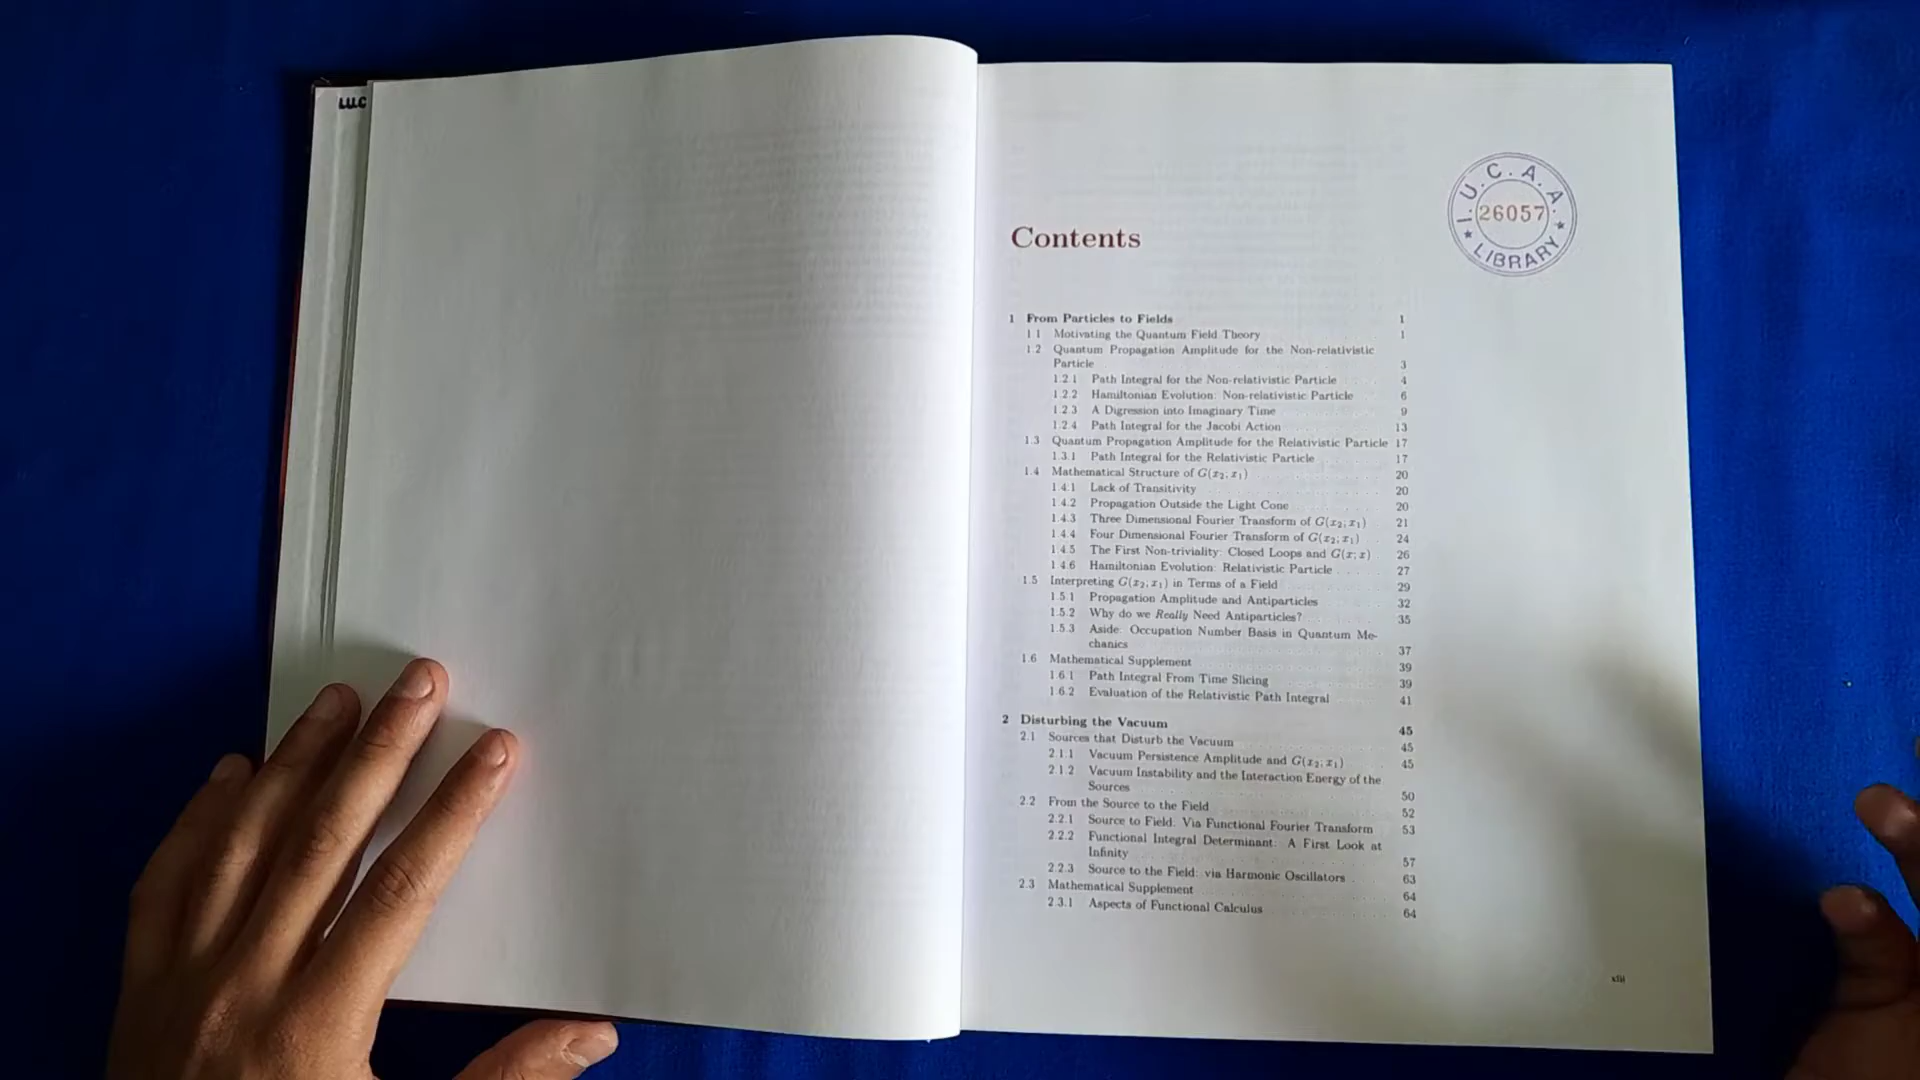 LUC
I.U.C.A.A.
26057
★ LIBRARY ★
Contents
1 From Particles to Fields 1
1.1 Motivating the Quantum Field Theory 1
1.2 Quantum Propagation Amplitude for the Non-relativistic
Particle 3
1.2.1 Path Integral for the Non-relativistic Particle 4
1.2.2 Hamiltonian Evolution: Non-relativistic Particle 6
1.2.3 A Digression into Imaginary Time 9
1.2.4 Path Integral for the Jacobi Action 13
1.3 Quantum Propagation Amplitude for the Relativistic Particle 17
1.3.1 Path Integral for the Relativistic Particle 17
1.4 Mathematical Structure of G(x₂; x₁) 20
1.4.1 Lack of Transitivity 20
1.4.2 Propagation Outside the Light Cone 20
1.4.3 Three Dimensional Fourier Transform of G(x₂; x₁) 21
1.4.4 Four Dimensional Fourier Transform of G(x₂; x₁) 24
1.4.5 The First Non-triviality: Closed Loops and G(x; x) 26
1.4.6 Hamiltonian Evolution: Relativistic Particle 27
1.5 Interpreting G(x₂; x₁) in Terms of a Field 29
1.5.1 Propagation Amplitude and Antiparticles 32
1.5.2 Why do we Really Need Antiparticles? 35
1.5.3 Aside: Occupation Number Basis in Quantum Me-
chanics 37
1.6 Mathematical Supplement 39
1.6.1 Path Integral From Time Slicing 39
1.6.2 Evaluation of the Relativistic Path Integral 41
2 Disturbing the Vacuum 45
2.1 Sources that Disturb the Vacuum 45
2.1.1 Vacuum Persistence Amplitude and G(x₂; x₁) 45
2.1.2 Vacuum Instability and the Interaction Energy of the
Sources 50
2.2 From the Source to the Field 52
2.2.1 Source to Field: Via Functional Fourier Transform 53
2.2.2 Functional Integral Determinant: A First Look at
Infinity 57
2.2.3 Source to the Field: via Harmonic Oscillators 63
2.3 Mathematical Supplement 64
2.3.1 Aspects of Functional Calculus 64
xiii